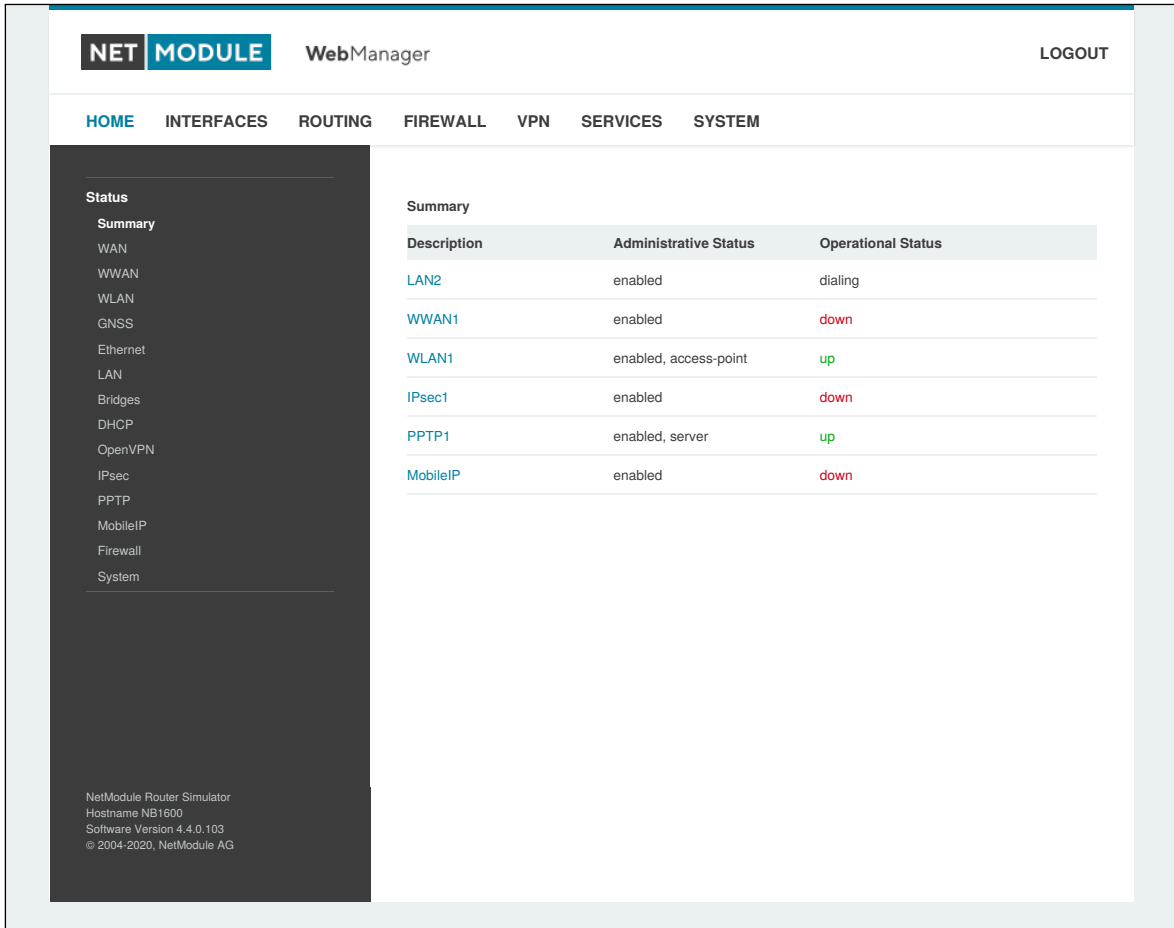 NET MODULE WebManager LOGOUT
HOME INTERFACES ROUTING FIREWALL VPN SERVICES SYSTEM
Status
Summary
WAN
WWAN
WLAN
GNSS
Ethernet
LAN
Bridges
DHCP
OpenVPN
IPsec
PPTP
MobileIP
Firewall
System
NetModule Router Simulator
Hostname NB1600
Software Version 4.4.0.103
© 2004-2020, NetModule AG
Summary
Description Administrative Status Operational Status
LAN2 enabled dialing
WWAN1 enabled down
WLAN1 enabled, access-point up
IPsec1 enabled down
PPTP1 enabled, server up
MobileIP enabled down